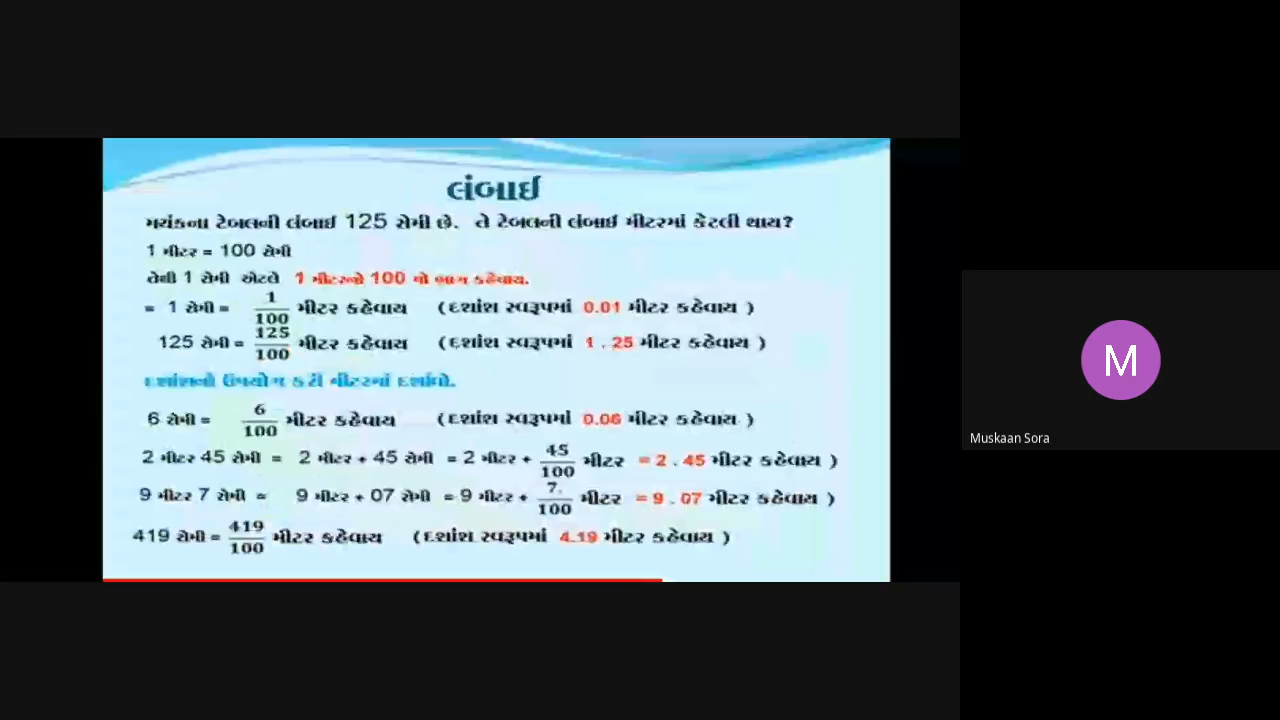 લંબાઈ
મયંકના ટેબલની લંબાઈ 125 સેમી છે. તે ટેબલની લંબાઈ મીટરમાં કેટલી થાય?
1 મીટર = 100 સેમી
તેની 1 સેમી એટલે 1 મીટરનો 100 મો ભાગ કહેવાય.
= 1 સેમી = 1/100 મીટર કહેવાય (દશાંશ સ્વરૂપમાં 0.01 મીટર કહેવાય )
125 સેમી = 125/100 મીટર કહેવાય (દશાંશ સ્વરૂપમાં 1 . 25 મીટર કહેવાય )
દશાંશનો ઉપયોગ કરી મીટરમાં દર્શાવો.
6 સેમી = 6/100 મીટર કહેવાય (દશાંશ સ્વરૂપમાં 0.06 મીટર કહેવાય )
2 મીટર 45 સેમી = 2 મીટર + 45 સેમી = 2 મીટર + 45/100 મીટર = 2 . 45 મીટર કહેવાય )
9 મીટર 7 સેમી = 9 મીટર + 07 સેમી = 9 મીટર + 7/100 મીટર = 9 . 07 મીટર કહેવાય )
419 સેમી = 419/100 મીટર કહેવાય (દશાંશ સ્વરૂપમાં 4.19 મીટર કહેવાય )
M
Muskaan Sora